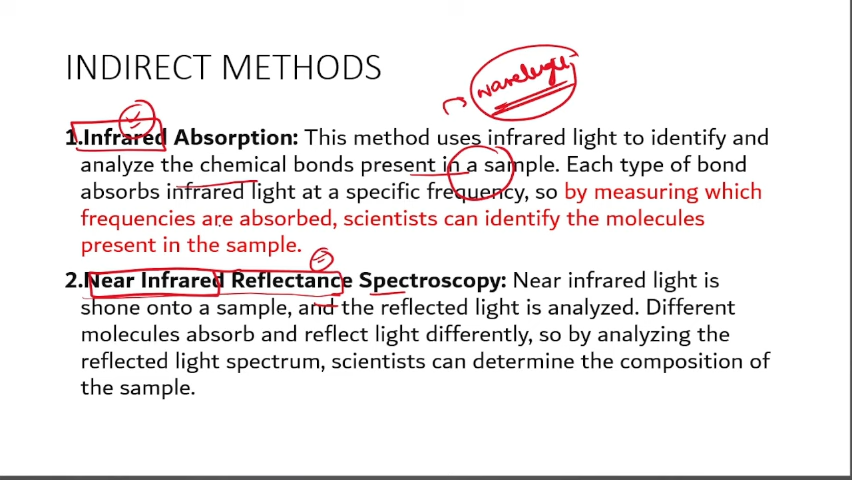 INDIRECT METHODS
wavelength
1.Infrared Absorption: This method uses infrared light to identify and
analyze the chemical bonds present in a sample. Each type of bond
absorbs infrared light at a specific frequency, so by measuring which
frequencies are absorbed, scientists can identify the molecules
present in the sample.
2.Near Infrared Reflectance Spectroscopy: Near infrared light is
shone onto a sample, and the reflected light is analyzed. Different
molecules absorb and reflect light differently, so by analyzing the
reflected light spectrum, scientists can determine the composition of
the sample.